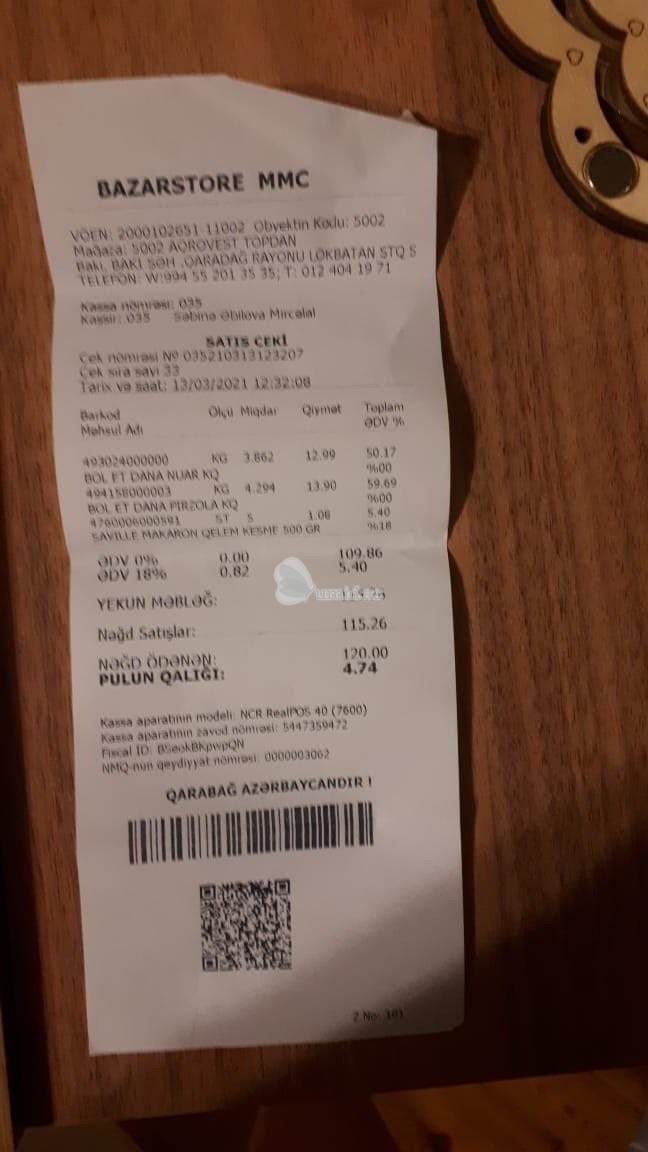 BAZARSTORE MMC
VÖEN: 2000102651-11002 Obyektin Kodu: 5002
Mağaza: 5002 AQROVEST TOPDAN
Bakı, BAKI ŞƏH ,QARADAĞ RAYONU LÖKBATAN STQ S
TELEFON: W:994 55 201 35 35; T: 012 404 19 71
Kassa nömrəsi: 035
Kassir: 035 Səbinə Əbilova Mircəlal
SATIŞ ÇEKİ
Çek nömrəsi № 035210313123207
Çek sıra sayı 33
Tarix və saat: 13/03/2021 12:32:08
Barkod Ölçü Miqdar Qiymət Toplam
Məhsul Adı ƏDV %
493024000000 KG 3.862 12.99 50.17
BOL ET DANA NUAR KQ %00
494158000003 KG 4.294 13.90 59.69
BOL ET DANA PIRZOLA KQ %00
4760006000591 ST 5 1.08 5.40
SAVILLE MAKARON QELEM KESME 500 GR %18
ƏDV 0% 0.00 109.86
ƏDV 18% 0.82 5.40
YEKUN MƏBLƏĞ:
Nəğd Satışlar: 115.26
NƏĞD ÖDƏNƏN: 120.00
PULUN QALIĞI: 4.74
Kassa aparatının modeli: NCR RealPOS 40 (7600)
Kassa aparatının zavod nömrəsi: 5447359472
Fiscal ID: BSeokBKpwpQN
NMQ-nun qeydiyyat nömrəsi: 0000003062
QARABAĞ AZƏRBAYCANDIR !
Z No: 101